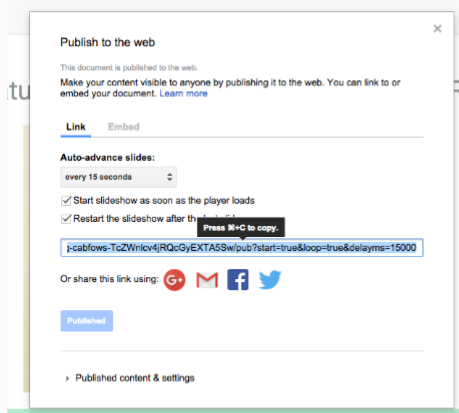 Publish to the web
This document is published to the web.
Make your content visible to anyone by publishing it to the web. You can link to or
embed your document. Learn more
Link Embed
Auto-advance slides:
every 15 seconds
Start slideshow as soon as the player loads
Restart the slideshow after the
Press ⌘+C to copy.
j-cabfows-TcZWnlcv4jRQcGyEXTA5Sw/pub?start=true&loop=true&delayms=15000
Or share this link using: G+ M f
Published
Published content & settings